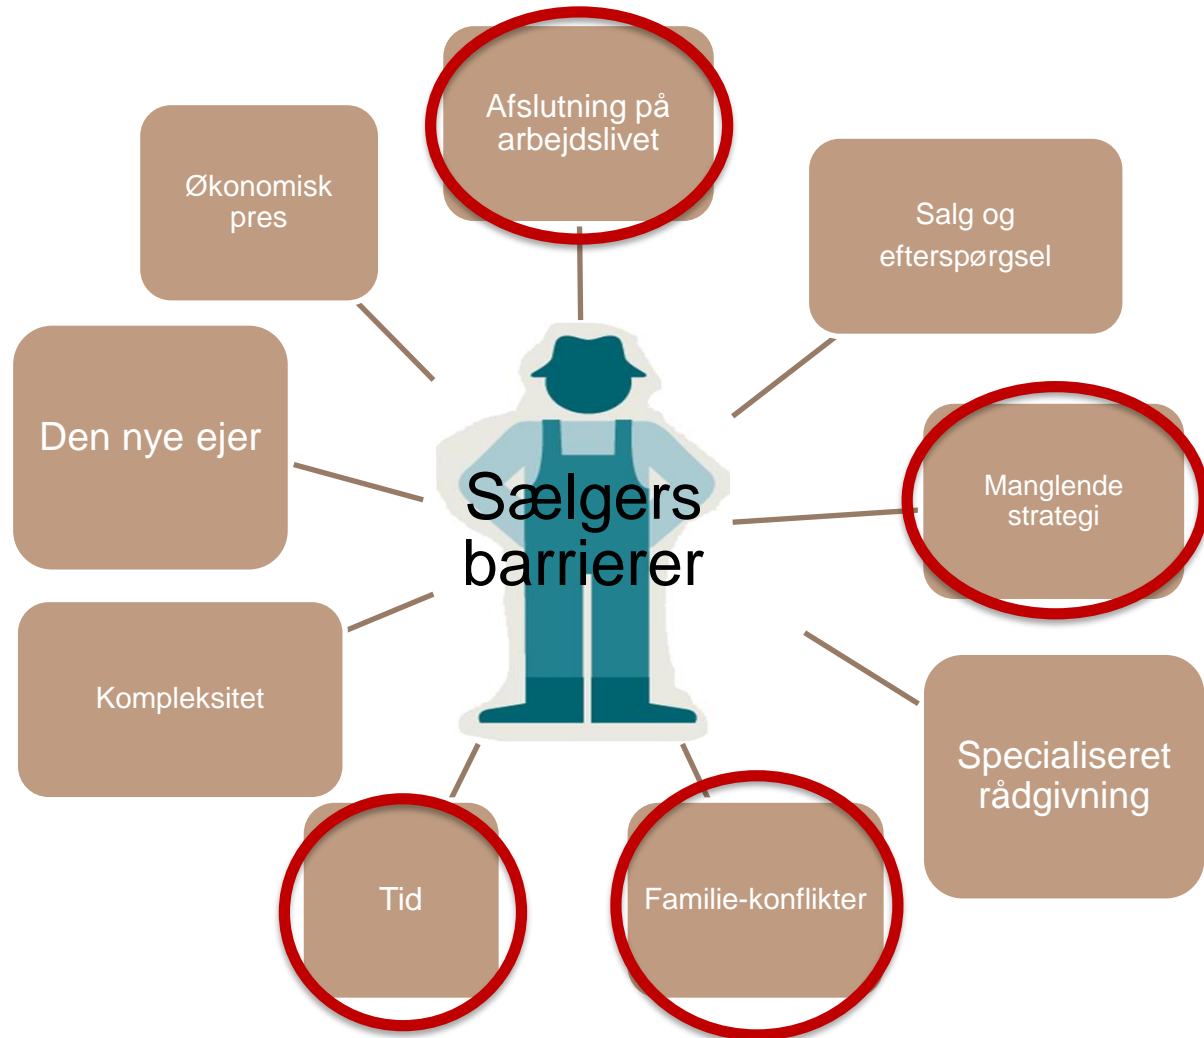 Afslutning på
arbejdslivet
Økonomisk
pres
Salg og
efterspørgsel
Den nye ejer
Sælgers
barrierer
Manglende
strategi
Kompleksitet
Specialiseret
rådgivning
Tid
Familie-konflikter